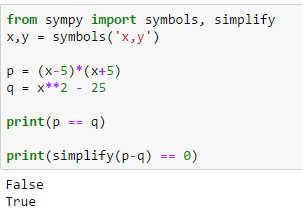 from sympy import symbols, simplify
x,y = symbols('x,y')
p = (x-5)*(x+5)
q = x**2 - 25
print(p == q)
print(simplify(p-q) == 0)
False
True